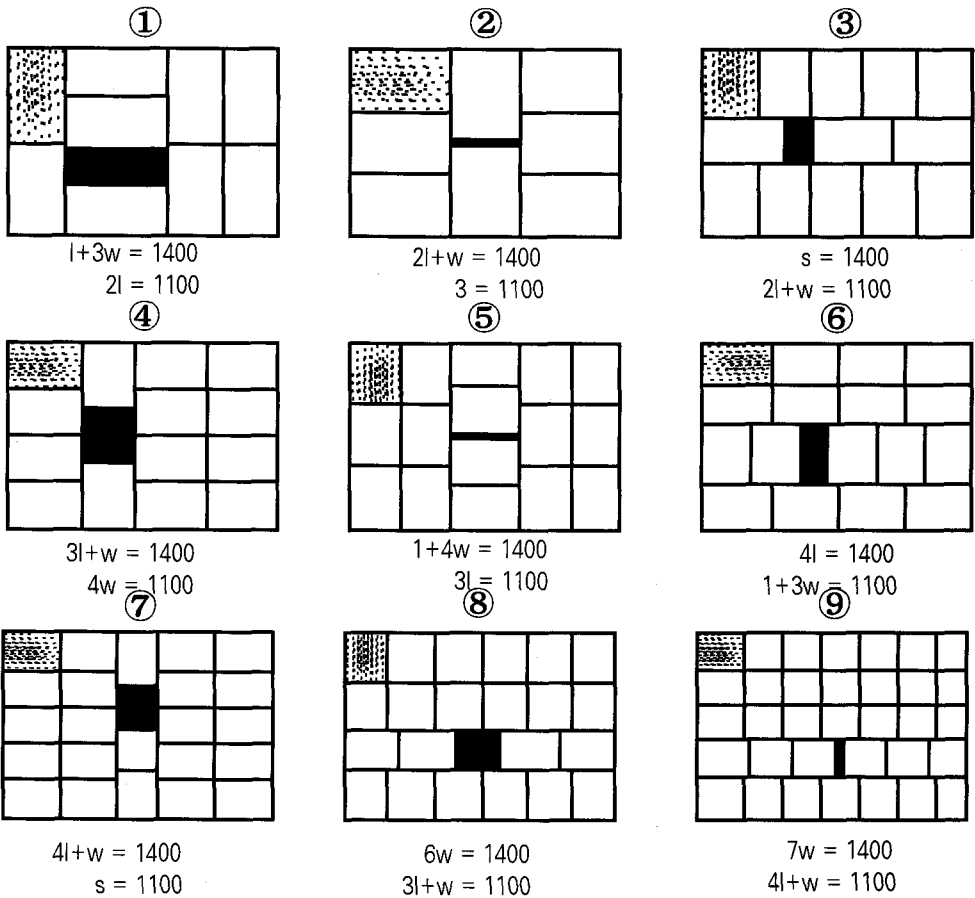 ① ② ③
l+3w = 1400 2l+w = 1400 s = 1400
2l = 1100 3 = 1100 2l+w = 1100
④ ⑤ ⑥
3l+w = 1400 1+4w = 1400 4l = 1400
4w = 1100 3l = 1100 1+3w = 1100
⑦ ⑧ ⑨
4l+w = 1400 6w = 1400 7w = 1400
s = 1100 3l+w = 1100 4l+w = 1100